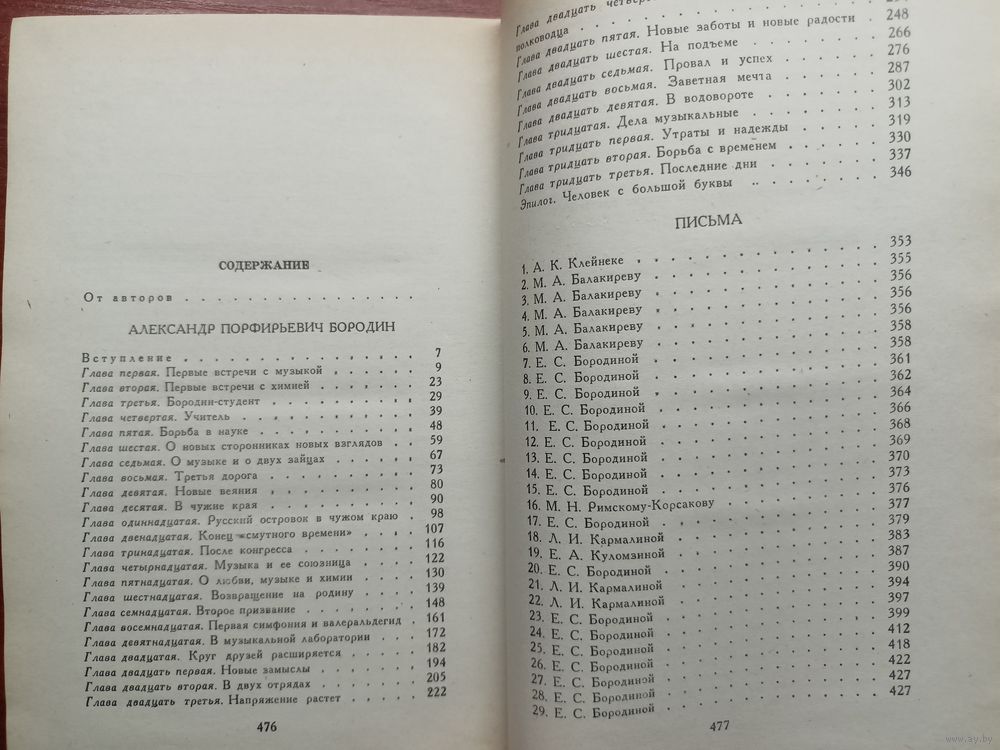 СОДЕРЖАНИЕ
От авторов . . . . . . . . . . . . . . .
АЛЕКСАНДР ПОРФИРЬЕВИЧ БОРОДИН
Вступление . . . . . . . . . . . . 7
Глава первая. Первые встречи с музыкой . . . . . 9
Глава вторая. Первые встречи с химией . . . . . 23
Глава третья. Бородин-студент . . . . . . . 29
Глава четвертая. Учитель . . . . . . . . 39
Глава пятая. Борьба в науке . . . . . . . 48
Глава шестая. О новых сторонниках новых взглядов . . 59
Глава седьмая. О музыке и о двух зайцах . . . . 67
Глава восьмая. Третья дорога . . . . . . . 73
Глава девятая. Новые веяния . . . . . . . 80
Глава десятая. В чужие края . . . . . . . 90
Глава одиннадцатая. Русский островок в чужом краю . 98
Глава двенадцатая. Конец «смутного времени» . . . 107
Глава тринадцатая. После конгресса . . . . . 116
Глава четырнадцатая. Музыка и ее союзница . . . 122
Глава пятнадцатая. О любви, музыке и химии . . . 130
Глава шестнадцатая. Возвращение на родину . . . 139
Глава семнадцатая. Второе призвание . . . . . 148
Глава восемнадцатая. Первая симфония и валеральдегид . 161
Глава девятнадцатая. В музыкальной лаборатории . . 172
Глава двадцатая. Круг друзей расширяется . . . . 182
Глава двадцать первая. Новые замыслы . . . . . 194
Глава двадцать вторая. В двух отрядах . . . . . 205
Глава двадцать третья. Напряжение растет . . . . 222
476
Глава двадцать
полководца . . . . . . . . . . . .
Глава двадцать пятая. Новые заботы и новые радости . 248
Глава двадцать шестая. На подъеме . . . . . 266
Глава двадцать седьмая. Провал и успех . . . . 276
Глава двадцать восьмая. Заветная мечта . . . . 287
Глава двадцать девятая. В водовороте . . . . . 302
Глава тридцатая. Дела музыкальные . . . . . 313
Глава тридцать первая. Утраты и надежды . . . . 319
Глава тридцать вторая. Борьба с временем . . . . 330
Глава тридцать третья. Последние дни . . . . . 337
Эпилог. Человек с большой буквы . . . . . . 346
ПИСЬМА
1. А. К. Клейнеке . . . . . . . . . . 353
2. М. А. Балакиреву . . . . . . . . . 355
3. М. А. Балакиреву . . . . . . . . . 356
4. М. А. Балакиреву . . . . . . . . . 356
5. М. А. Балакиреву . . . . . . . . . 356
6. М. А. Балакиреву . . . . . . . . . 358
7. Е. С. Бородиной . . . . . . . . . 358
8. Е. С. Бородиной . . . . . . . . . 361
9. Е. С. Бородиной . . . . . . . . . 362
10. Е. С. Бородиной . . . . . . . . . 364
11. Е. С. Бородиной . . . . . . . . . 366
12. Е. С. Бородиной . . . . . . . . . 368
13. Е. С. Бородиной . . . . . . . . . 369
14. Е. С. Бородиной . . . . . . . . . 370
15. Е. С. Бородиной . . . . . . . . . 373
16. М. Н. Римскому-Корсакову . . . . . . . 376
17. Е. С. Бородиной . . . . . . . . . 377
18. Л. И. Кармалиной . . . . . . . . . 379
19. Е. А. Куломзиной . . . . . . . . . 383
20. Е. С. Бородиной . . . . . . . . . 387
21. Л. И. Кармалиной . . . . . . . . . 390
22. Л. И. Кармалиной . . . . . . . . . 394
23. Е. С. Бородиной . . . . . . . . . 397
24. Е. С. Бородиной . . . . . . . . . 399
25. Е. С. Бородиной . . . . . . . . . 412
26. Е. С. Бородиной . . . . . . . . . 418
27. Е. С. Бородиной . . . . . . . . . 422
28. Е. С. Бородиной . . . . . . . . . 427
29. Е. С. Бородиной . . . . . . . . . 427
477
www.ay.by